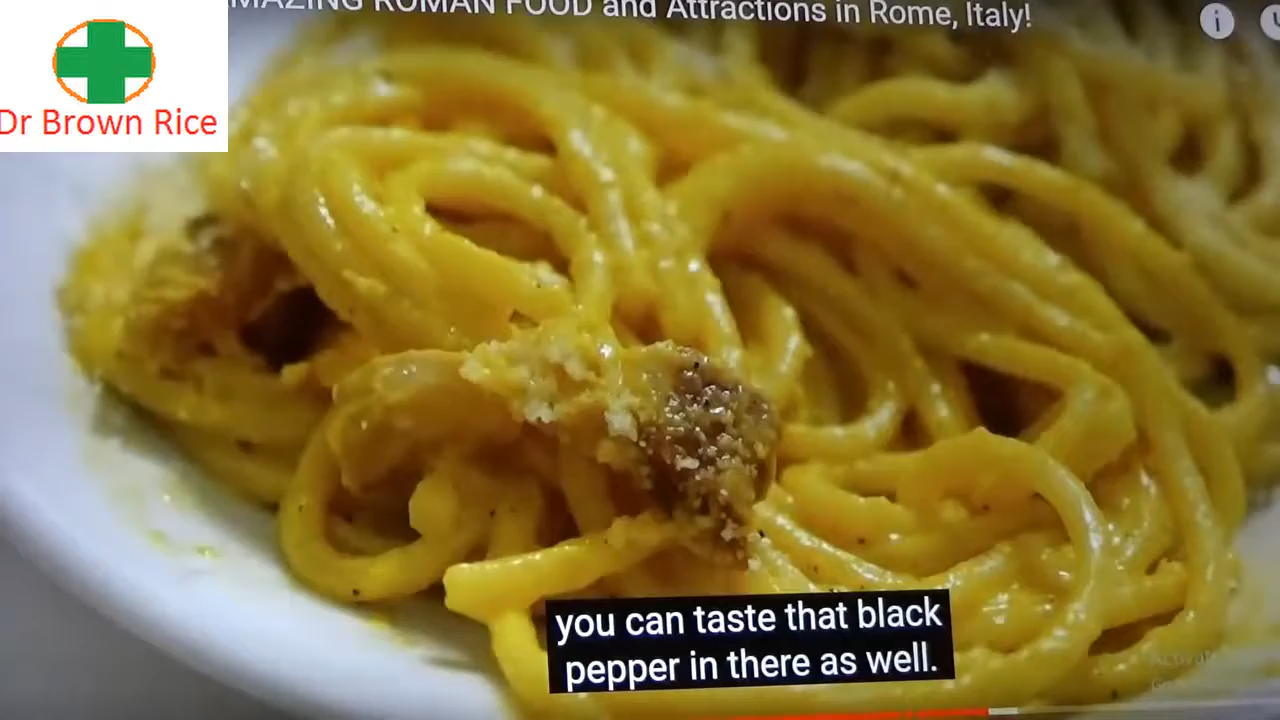 MAZING ROMAN FOOD and Attractions in Rome, Italy!
Dr Brown Rice
you can taste that black
pepper in there as well.